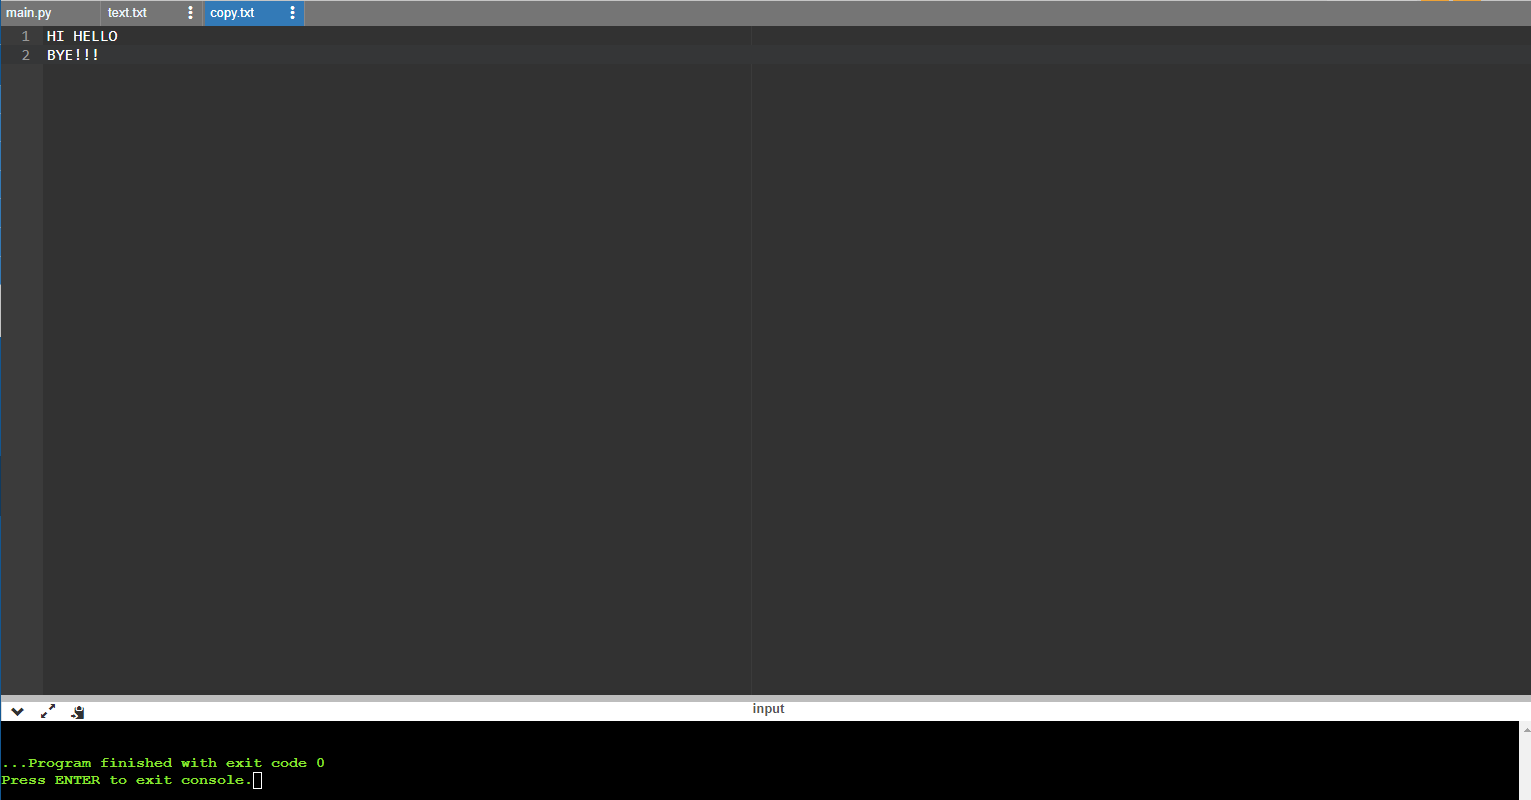 main.py text.txt copy.txt
1 HI HELLO
2 BYE!!!
input
...Program finished with exit code 0
Press ENTER to exit console.